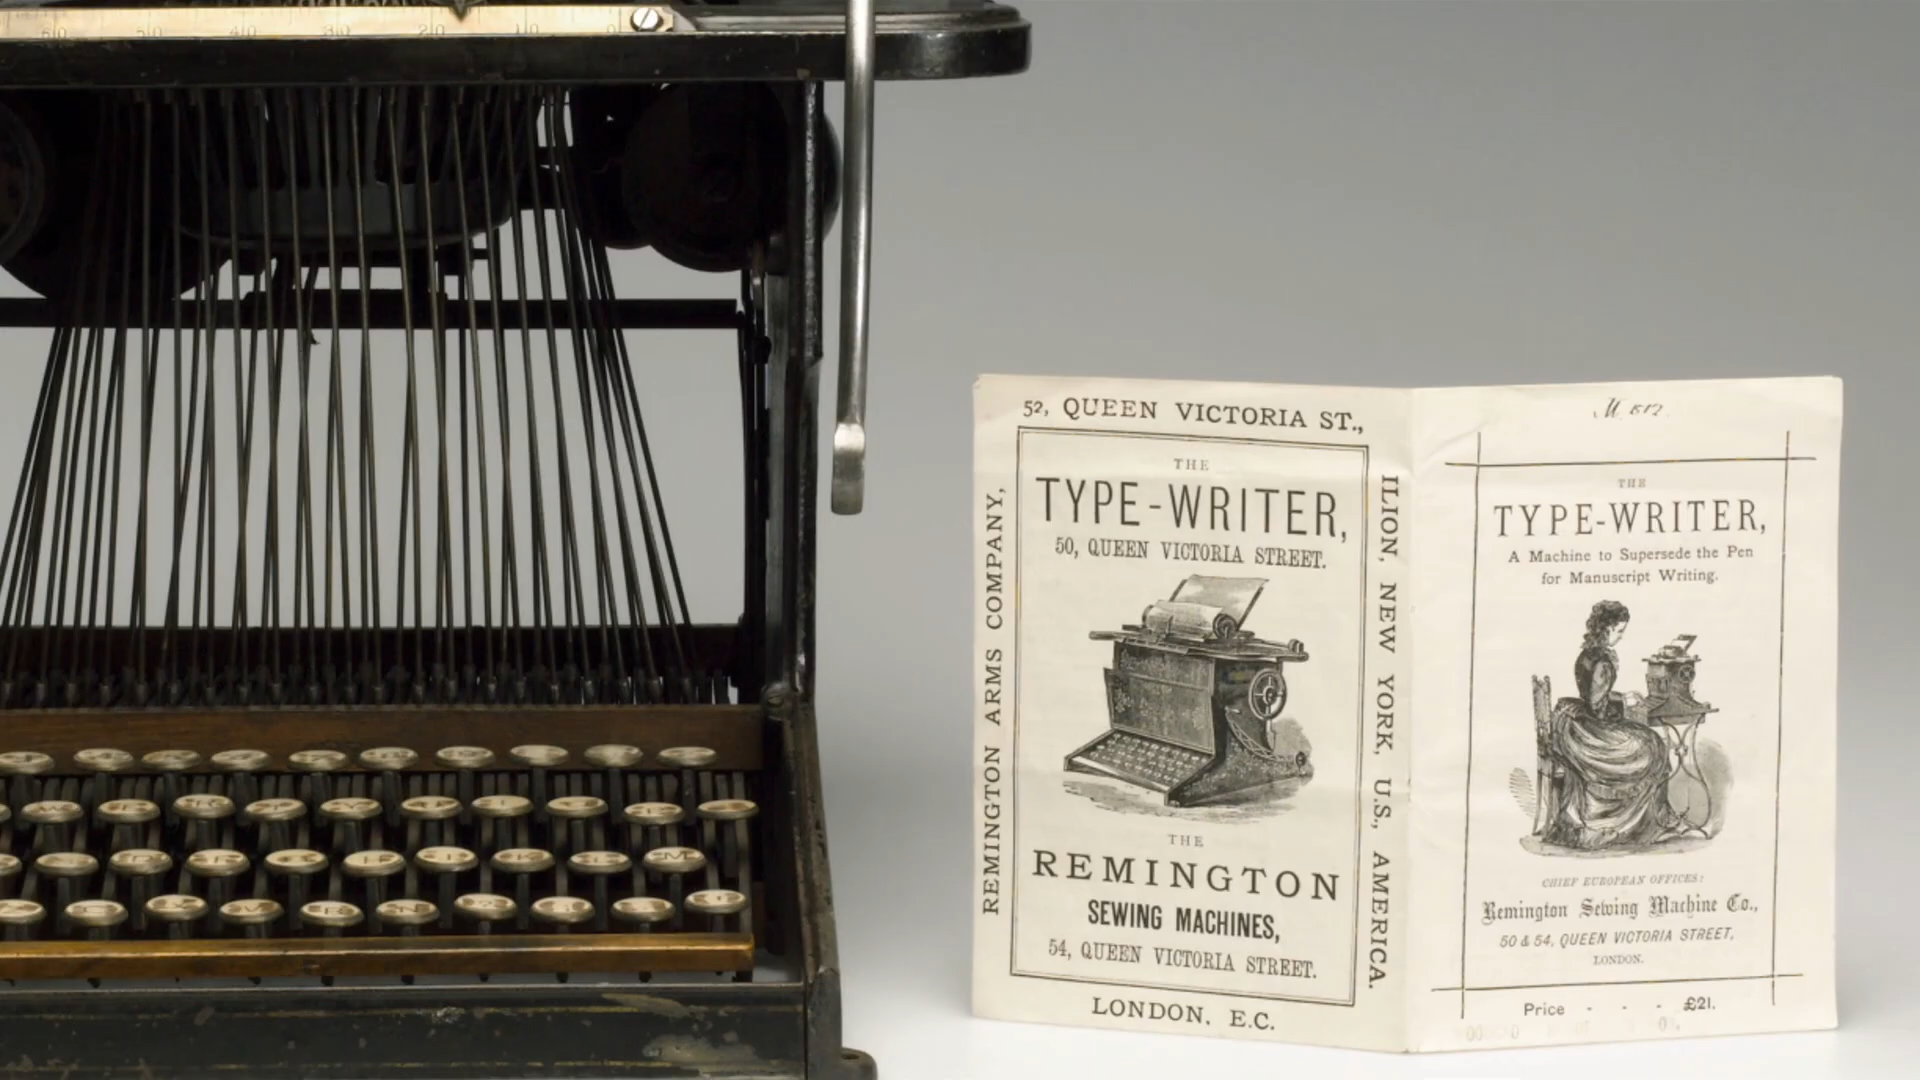 52, QUEEN VICTORIA ST.,
REMINGTON ARMS COMPANY,
THE
TYPE-WRITER,
50, QUEEN VICTORIA STREET.
THE
REMINGTON
SEWING MACHINES,
54, QUEEN VICTORIA STREET.
LONDON. E.C.
ILION, NEW YORK, U.S., AMERICA.
THE
TYPE-WRITER,
A Machine to Supersede the Pen
for Manuscript Writing.
CHIEF EUROPEAN OFFICES:
Remington Sewing Machine Co.,
50 & 54, QUEEN VICTORIA STREET,
LONDON.
Price - - - £21.